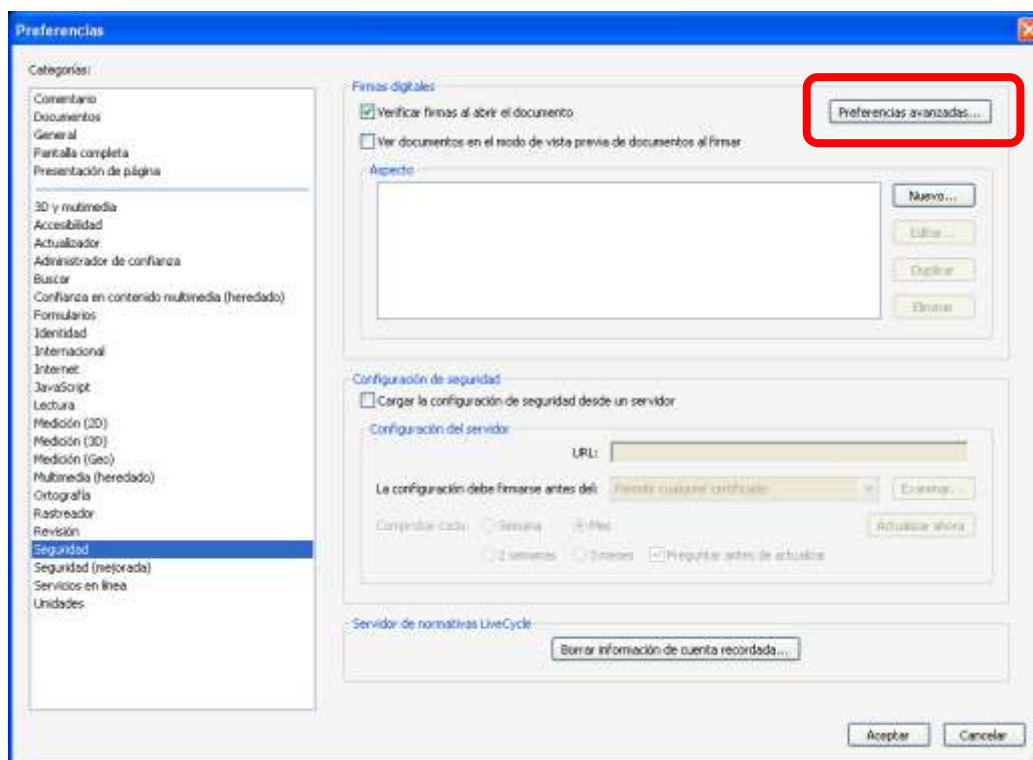 Preferencias
Categorías:
Comentario
Documentos
General
Pantalla completa
Presentación de página
3D y multimedia
Accesibilidad
Actualizador
Administrador de confianza
Buscar
Confianza en contenido multimedia (heredado)
Formularios
Identidad
Internacional
Internet
JavaScript
Lectura
Medición (2D)
Medición (3D)
Medición (Geo)
Multimedia (heredado)
Ortografía
Rastreador
Revisión
Seguridad
Seguridad (mejorada)
Servicios en línea
Unidades
Firmas digitales
Verificar firmas al abrir el documento
Preferencias avanzadas...
Ver documentos en el modo de vista previa de documentos al firmar
Aspecto
Nuevo...
Editar...
Duplicar
Eliminar
Configuración de seguridad
Cargar la configuración de seguridad desde un servidor
Configuración del servidor
URL:
La configuración debe firmarse antes del: Permitir cualquier certificado Examinar...
Comprobar cada: Semana Mes Actualizar ahora
2 semanas 3 meses Preguntar antes de actualizar
Servidor de normativas LiveCycle
Borrar información de cuenta recordada...
Aceptar Cancelar